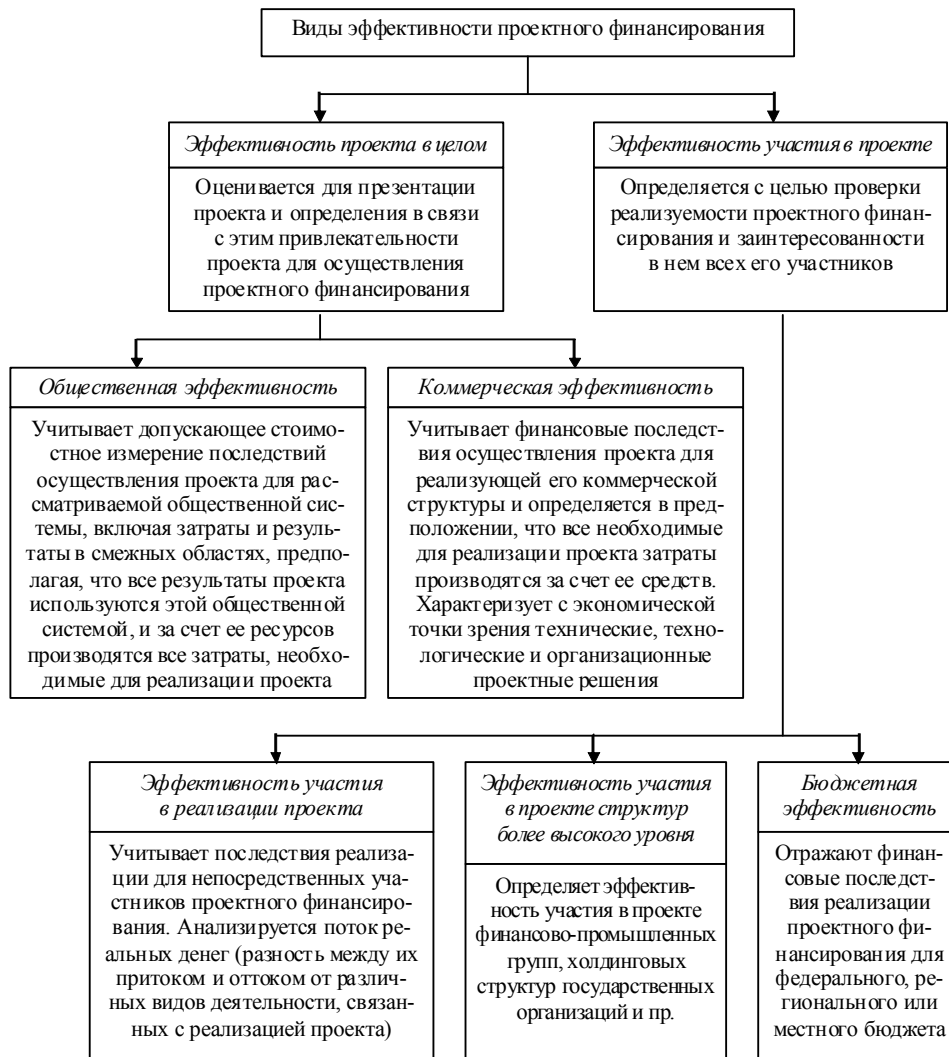 Виды эффективности проектного финансирования
Эффективность проекта в целом
Оценивается для презентации
проекта и определения в связи
с этим привлекательности
проекта для осуществления
проектного финансирования
Эффективность участия в проекте
Определяется с целью проверки
реализуемости проектного финан-
сирования и заинтересованности
в нем всех его участников
Общественная эффективность
Учитывает допускающее стоимо-
стное измерение последствий
осуществления проекта для рас-
сматриваемой общественной сис-
темы, включая затраты и резуль-
таты в смежных областях, предпо-
лагая, что все результаты проекта
используются этой общественной
системой, и за счет ее ресурсов
производятся все затраты, необхо-
димые для реализации проекта
Коммерческая эффективность
Учитывает финансовые последст-
вия осуществления проекта для
реализующей его коммерческой
структуры и определяется в пред-
положении, что все необходимые
для реализации проекта затраты
производятся за счет ее средств.
Характеризует с экономической
точки зрения технические, техно-
логические и организационные
проектные решения
Эффективность участия
в реализации проекта
Учитывает последствия реализа-
ции для непосредственных уча-
стников проектного финансиро-
вания. Анализируется поток ре-
альных денег (разность между их
притоком и оттоком от различ-
ных видов деятельности, связан-
ных с реализацией проекта)
Эффективность участия
в проекте структур
более высокого уровня
Определяет эффектив-
ность участия в проекте
финансово-промышленных
групп, холдинговых
структур государственных
организаций и пр.
Бюджетная
эффективность
Отражают финан-
совые последст-
вия реализации
проектного фи-
нансирования для
федерального, ре-
гионального или
местного бюджета